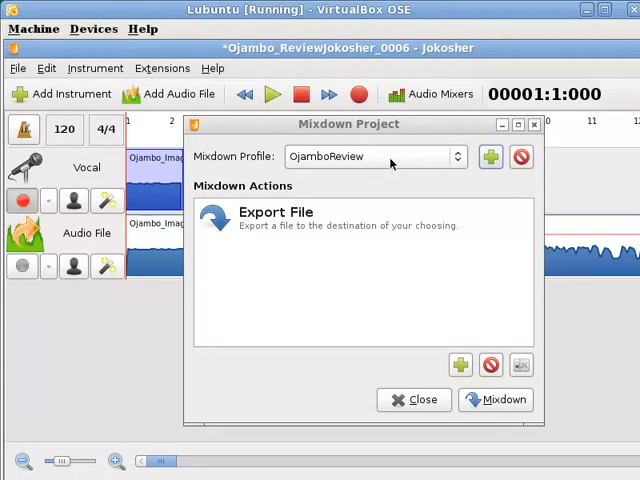 Lubuntu [Running] - VirtualBox OSE
Machine Devices Help
*Ojambo_ReviewJokosher_0006 - Jokosher
File Edit Instrument Extensions Help
Add Instrument Add Audio File Audio Mixers 00001:1:000
120 4/4 1 2 11 12
Mixdown Project
Mixdown Profile: OjamboReview
Vocal Ojambo_Imag
Mixdown Actions
Export File
Export a file to the destination of your choosing.
Audio File Ojambo_Imag
Close Mixdown